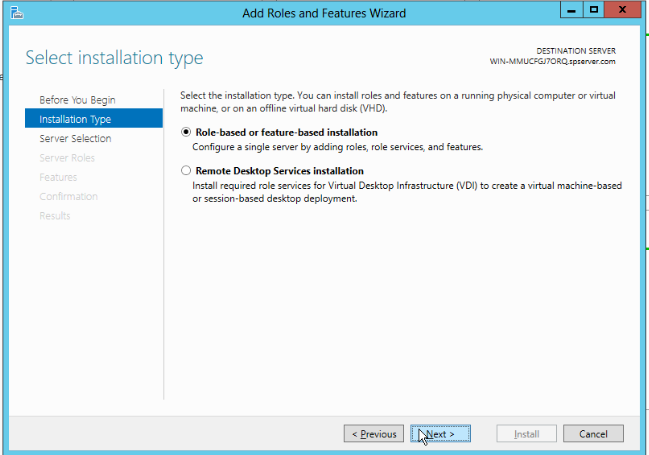 Add Roles and Features Wizard
Select installation type
DESTINATION SERVER
WIN-MMUCFGJ7ORQ.spserver.com
Before You Begin
Installation Type
Server Selection
Server Roles
Features
Confirmation
Results
Select the installation type. You can install roles and features on a running physical computer or virtual
machine, or on an offline virtual hard disk (VHD).
Role-based or feature-based installation
Configure a single server by adding roles, role services, and features.
Remote Desktop Services installation
Install required role services for Virtual Desktop Infrastructure (VDI) to create a virtual machine-based
or session-based desktop deployment.
< Previous
Next >
Install
Cancel